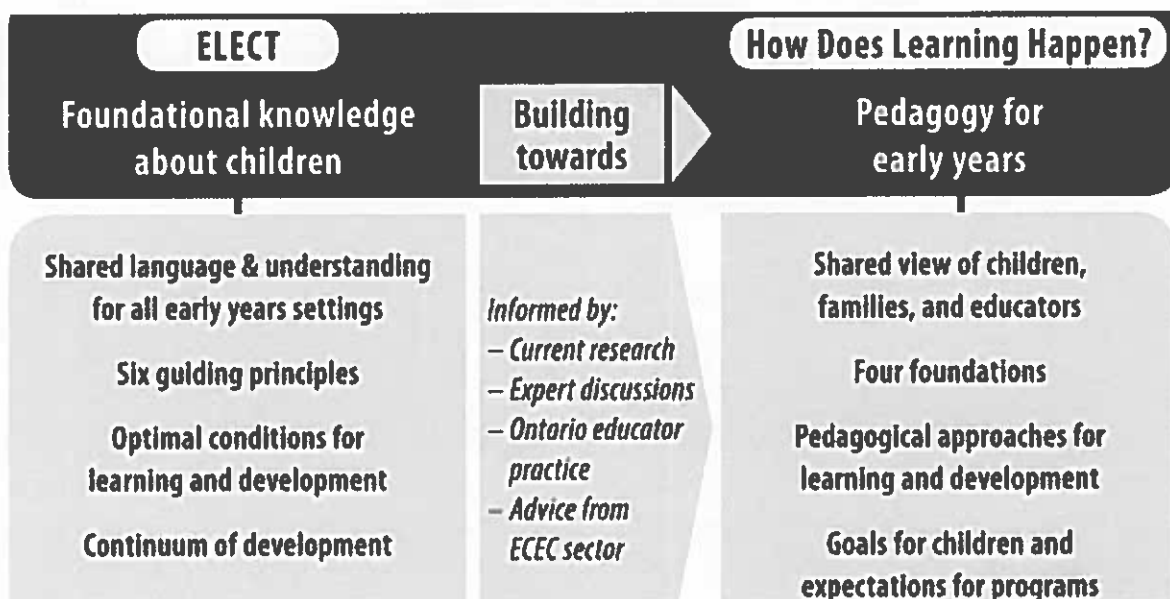 ELECT
Foundational knowledge
about children
Building
towards
How Does Learning Happen?
Pedagogy for
early years
Shared language & understanding
for all early years settings
Six guiding principles
Optimal conditions for
learning and development
Continuum of development
Informed by:
– Current research
– Expert discussions
– Ontario educator
practice
– Advice from
ECEC sector
Shared view of children,
families, and educators
Four foundations
Pedagogical approaches for
learning and development
Goals for children and
expectations for programs